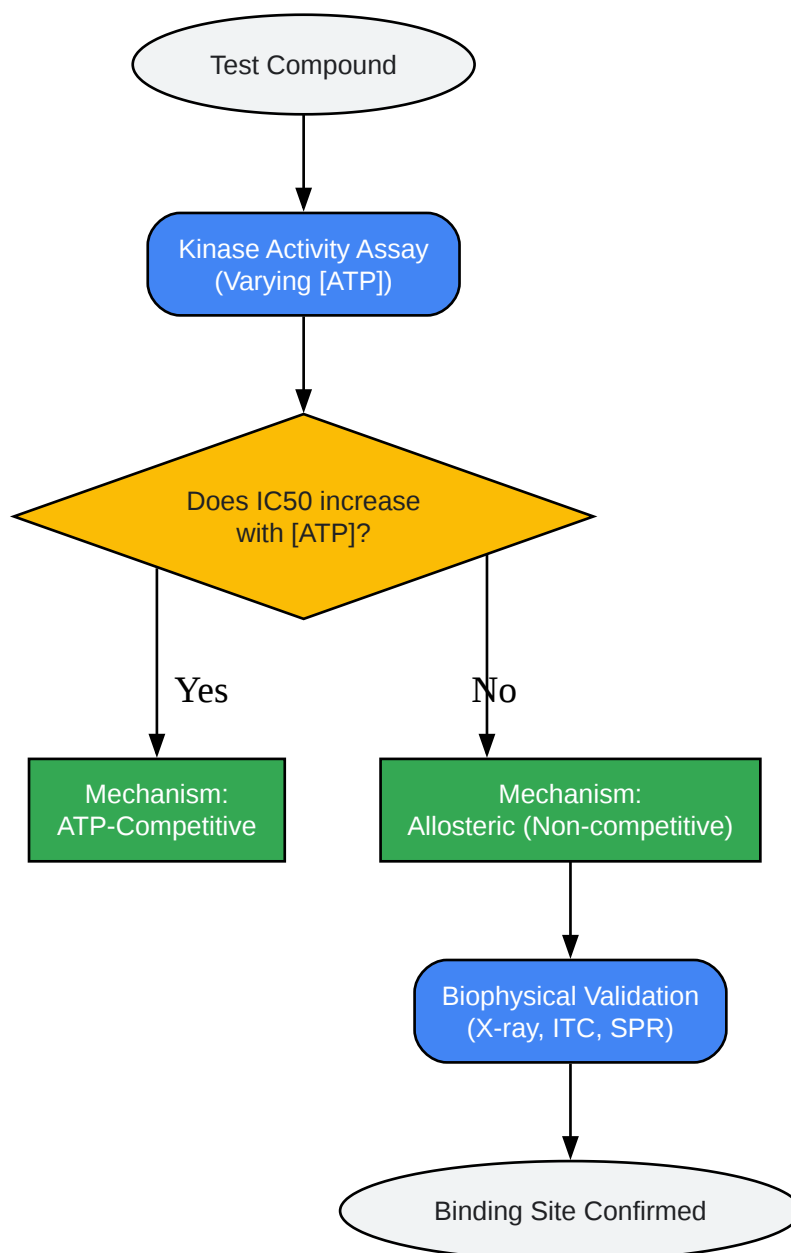 Test Compound
Kinase Activity Assay
(Varying [ATP])
Does IC50 increase
with [ATP]?
Yes
No
Mechanism:
ATP-Competitive
Mechanism:
Allosteric (Non-competitive)
Biophysical Validation
(X-ray, ITC, SPR)
Binding Site Confirmed